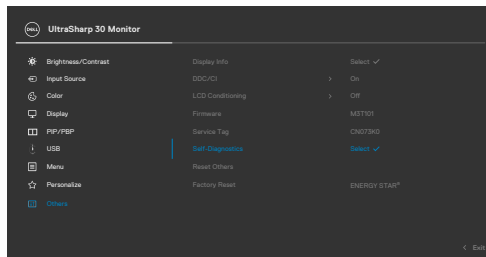 DELL UltraSharp 30 Monitor
Brightness/Contrast Display Info Select ✓
Input Source DDC/CI > On
Color LCD Conditioning > Off
Display Firmware M3T101
PIP/PBP Service Tag CN073K0
USB Self-Diagnostics Select ✓
Menu Reset Others
Personalize Factory Reset ENERGY STAR®
Others
< Exit